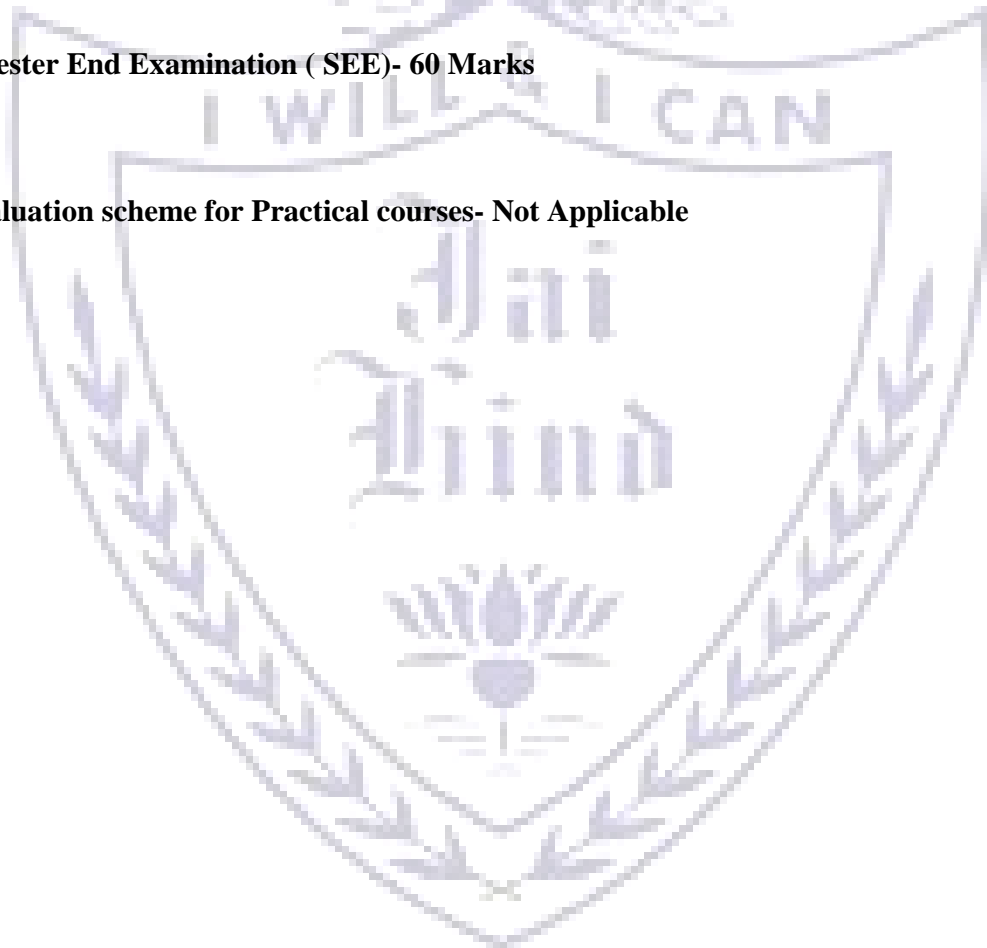 ester End Examination ( SEE)- 60 Marks
I WILL & I CAN
luation scheme for Practical courses- Not Applicable
Jai
Hind